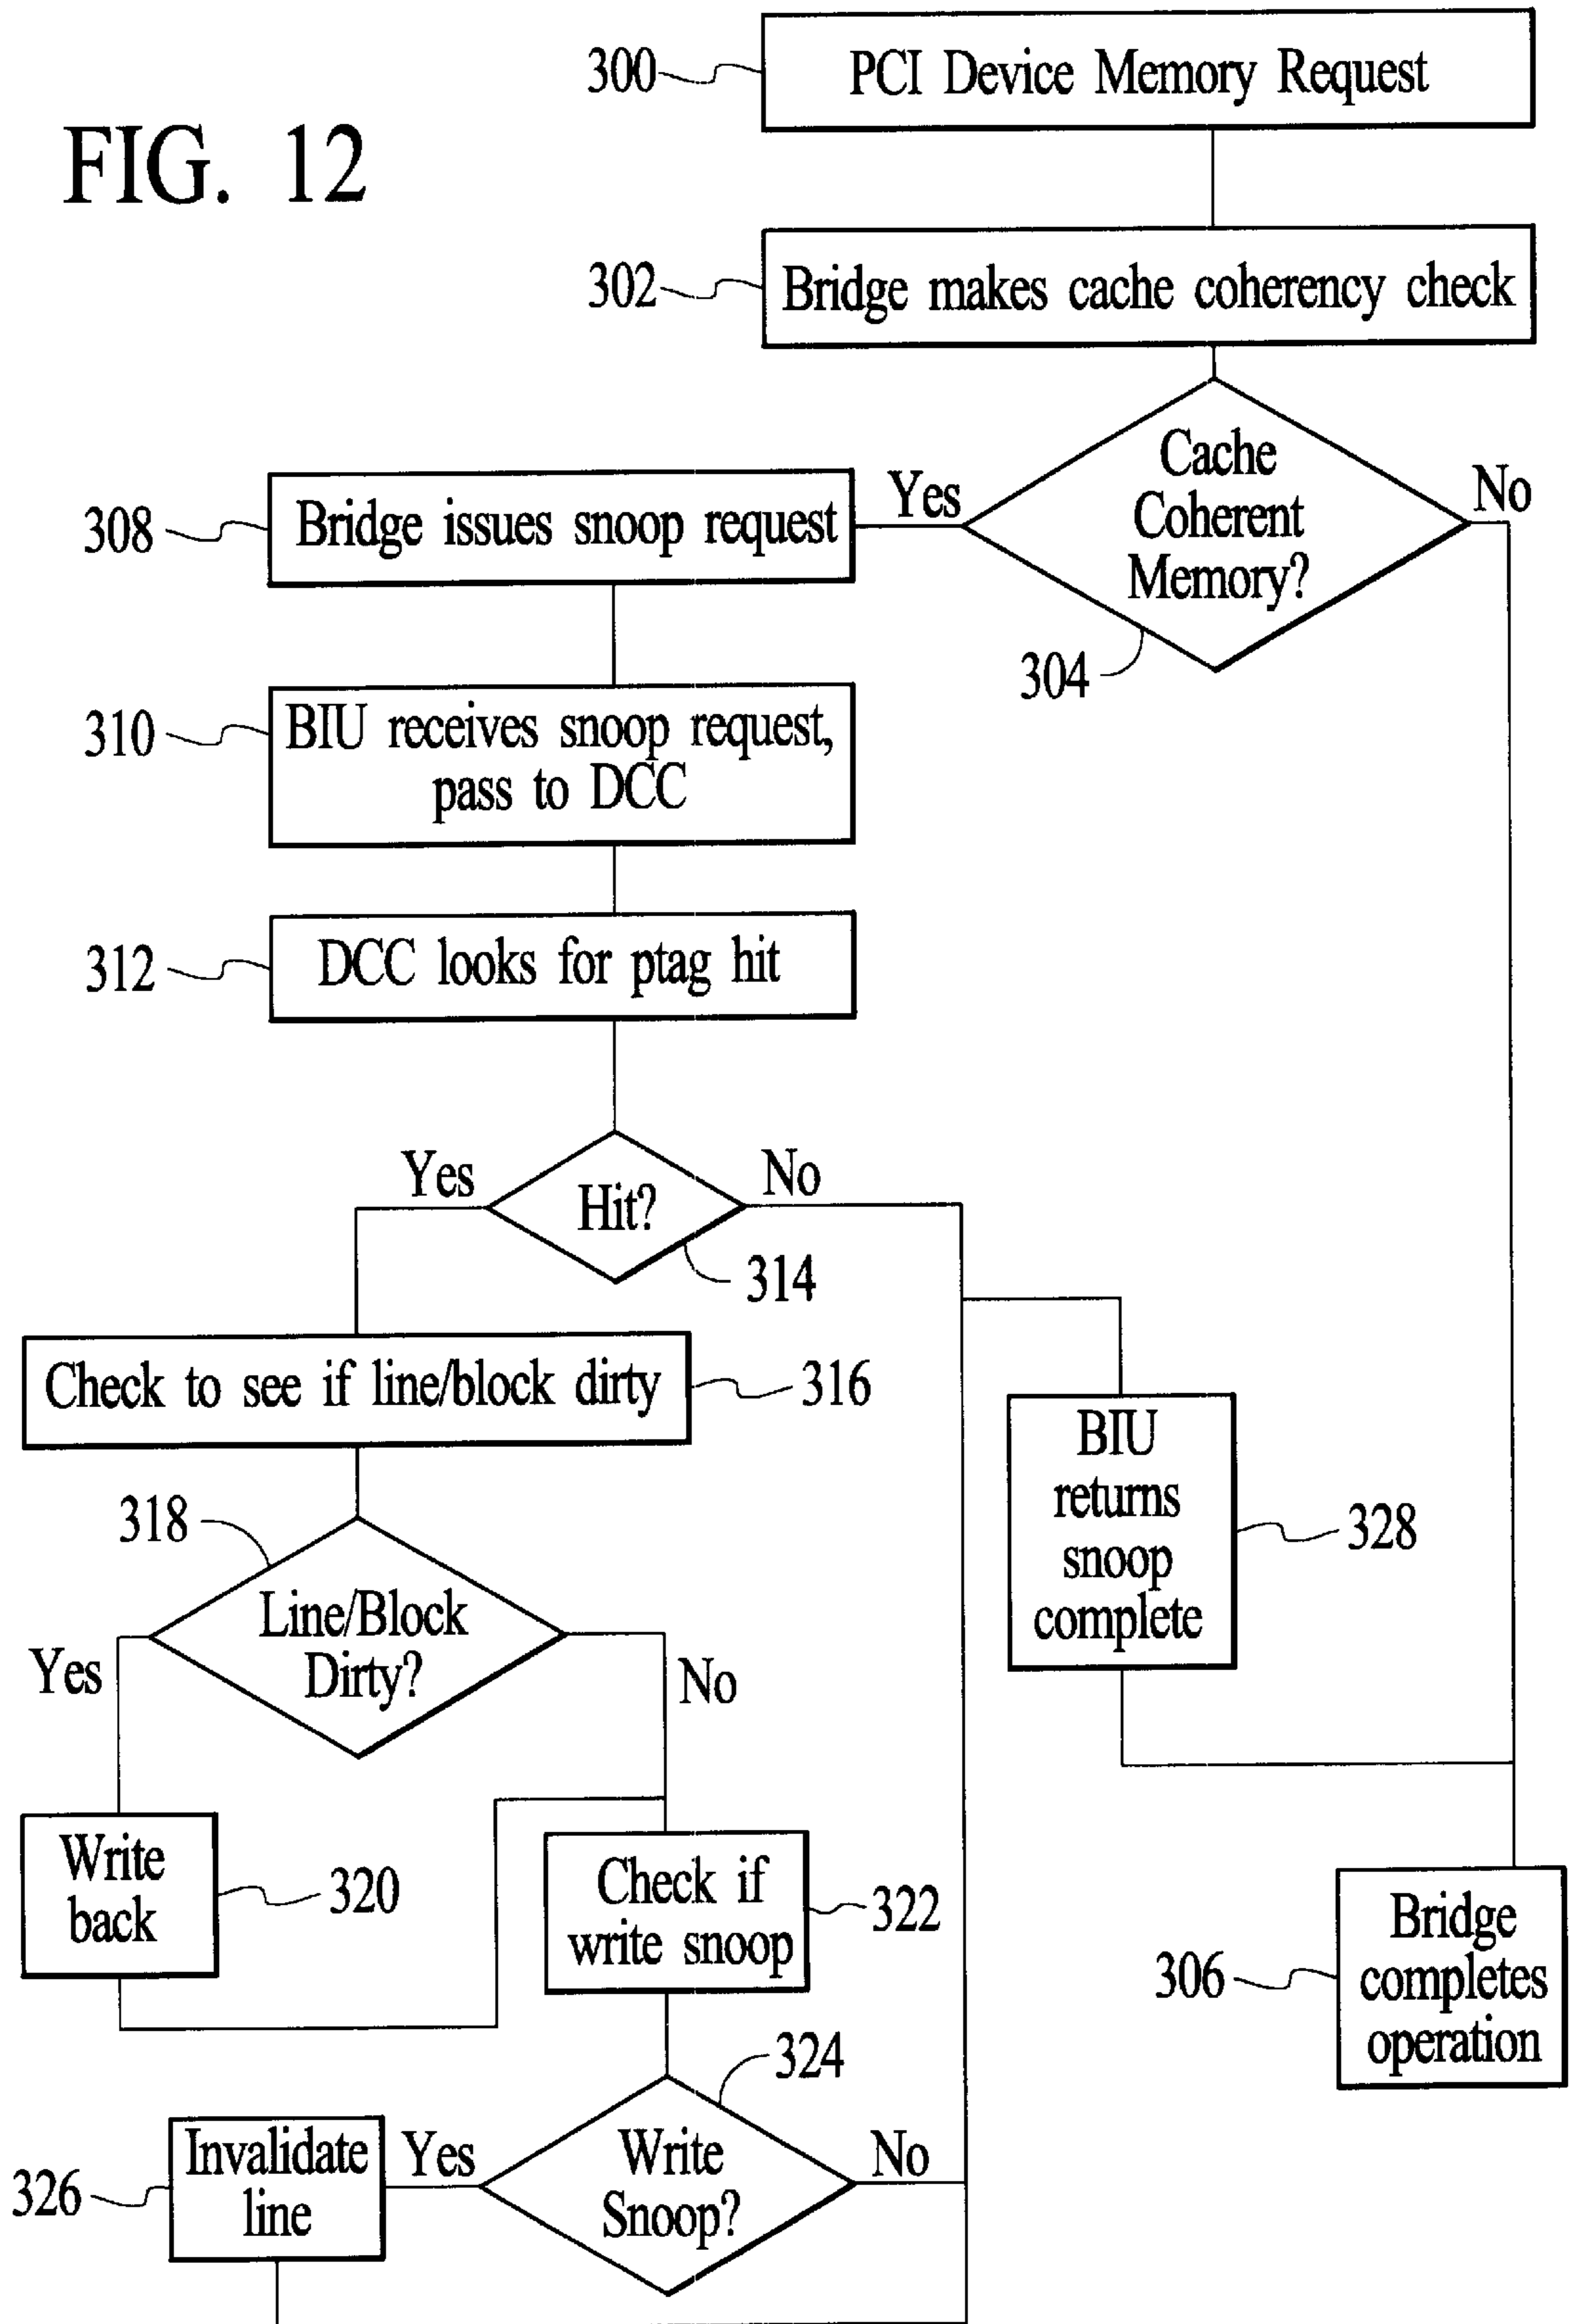 FIG. 12
300
PCI Device Memory Request
302
Bridge makes cache coherency check
Cache
Coherent
Memory?
Yes
No
304
308
Bridge issues snoop request
310
BIU receives snoop request,
pass to DCC
312
DCC looks for ptag hit
Yes
Hit?
No
314
Check to see if line/block dirty
316
318
Line/Block
Dirty?
Yes
No
BIU
returns
snoop
complete
328
Write
back
320
Check if
write snoop
322
306
Bridge
completes
operation
324
326
Invalidate
line
Yes
Write
Snoop?
No